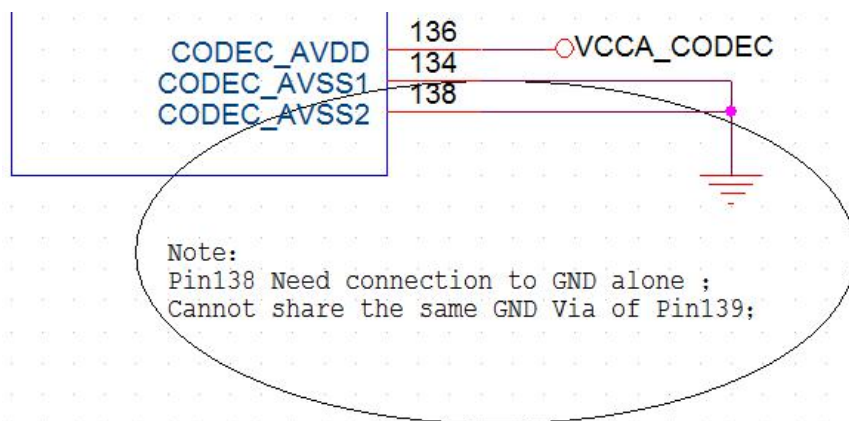 CODEC_AVDD 136 VCCA_CODEC
CODEC_AVSS1 134
CODEC_AVSS2 138
Note:
Pin138 Need connection to GND alone ;
Cannot share the same GND Via of Pin139;